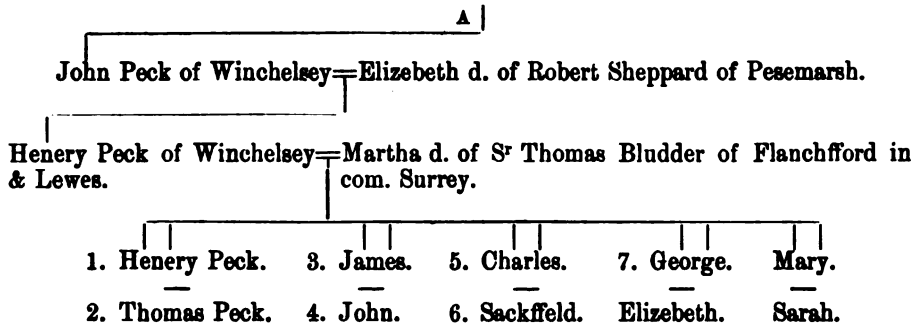 A
John Peck of Winchelsey=Elizebeth d. of Robert Sheppard of Pesemarsh.
Henery Peck of Winchelsey=Martha d. of Sʳ Thomas Bludder of Flanchfford in
& Lewes. com. Surrey.
1. Henery Peck. 3. James. 5. Charles. 7. George. Mary.
2. Thomas Peck. 4. John. 6. Sackffeld. Elizebeth. Sarah.